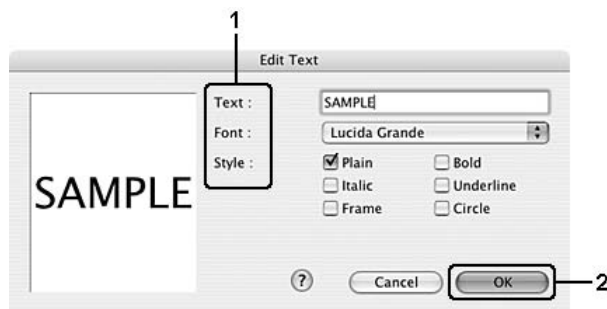 1
Edit Text
Text : SAMPLE
Font : Lucida Grande
Style : Plain Bold
Italic Underline
Frame Circle
SAMPLE
? Cancel OK 2